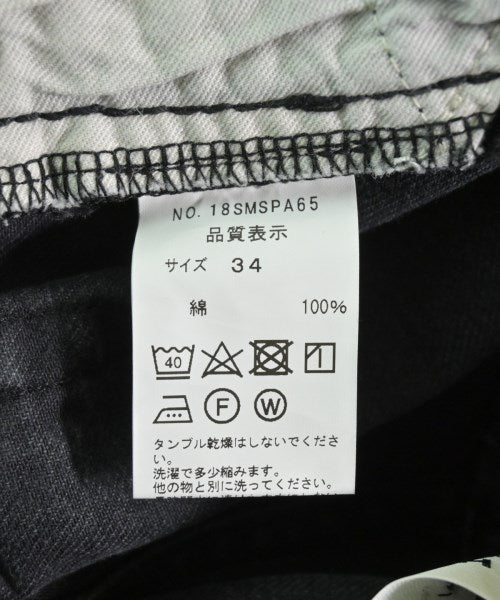 NO. 18SMSPA65
品質表示
サイズ 34
綿 100%
40
F W
タンブル乾燥はしないでくださ
い。
洗濯で多少縮みます。
他の物と別に洗ってください。